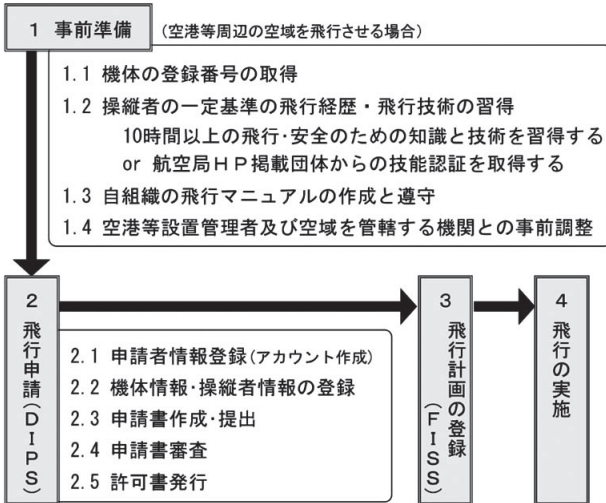 1 事前準備 (空港等周辺の空域を飛行させる場合)
1.1 機体の登録番号の取得
1.2 操縦者の一定基準の飛行経歴・飛行技術の習得
10時間以上の飛行・安全のための知識と技術を習得する
or 航空局HP掲載団体からの技能認証を取得する
1.3 自組織の飛行マニュアルの作成と遵守
1.4 空港等設置管理者及び空域を管轄する機関との事前調整
2 飛行申請(DIPS)
2.1 申請者情報登録(アカウント作成)
2.2 機体情報・操縦者情報の登録
2.3 申請書作成・提出
2.4 申請書審査
2.5 許可書発行
3 飛行計画の登録(FISS)
4 飛行の実施